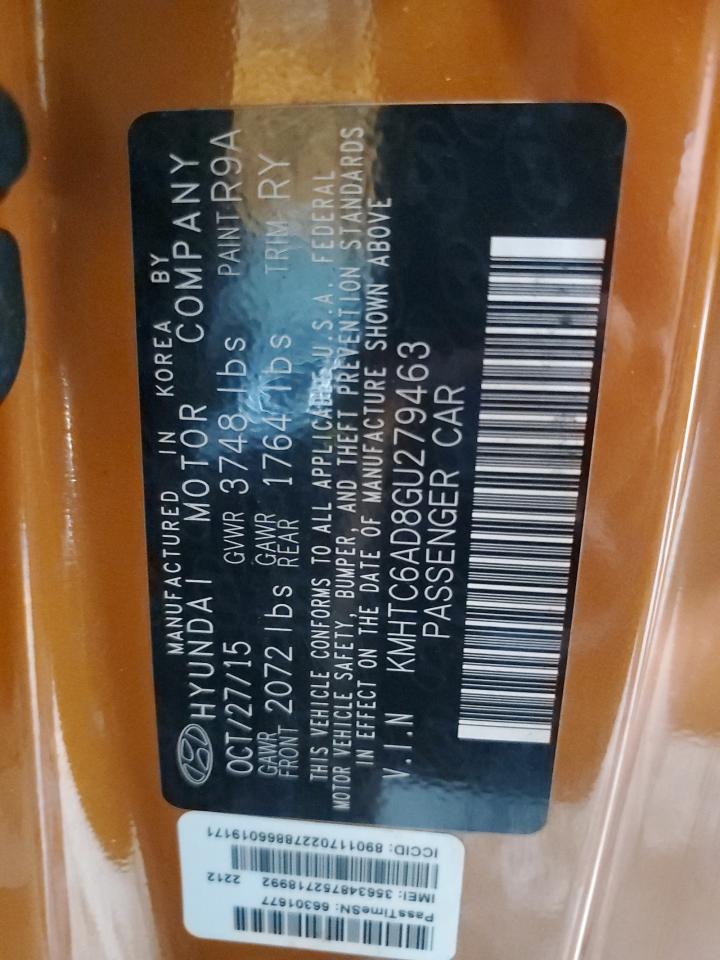 MANUFACTURED IN KOREA BY
HYUNDAI MOTOR COMPANY
OCT/27/15 GVWR 3748 lbs PAINT R9A
GAWR FRONT 2072 lbs GAWR REAR 1764 lbs TRIM RY
THIS VEHICLE CONFORMS TO ALL APPLICABLE U.S.A. FEDERAL
MOTOR VEHICLE SAFETY, BUMPER, AND THEFT PREVENTION STANDARDS
IN EFFECT ON THE DATE OF MANUFACTURE SHOWN ABOVE
V.I.N KMHTC6AD8GU279463
PASSENGER CAR
PassTimeSN: 66301677
2212
IMEI: 356348752718992
ICCID: 89011702278866019171